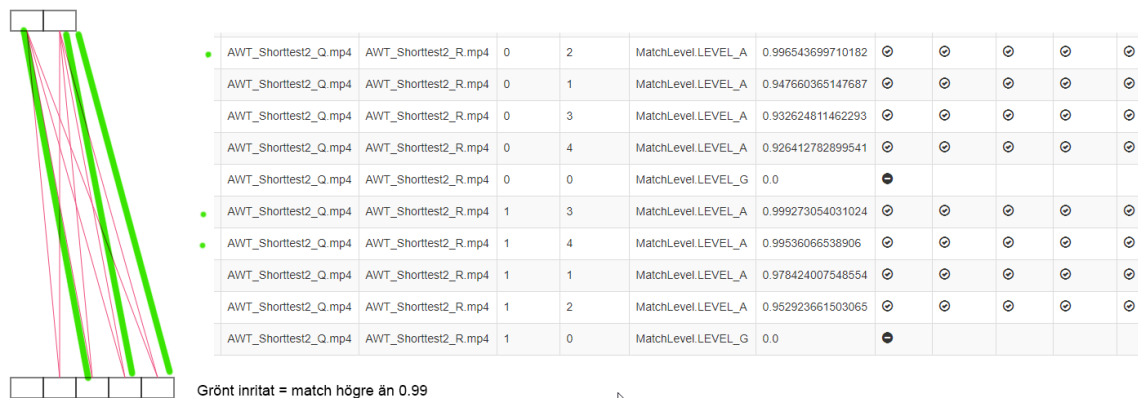 AWT_Shorttest2_Q.mp4 AWT_Shorttest2_R.mp4 0 2 MatchLevel.LEVEL_A 0.996543699710182
AWT_Shorttest2_Q.mp4 AWT_Shorttest2_R.mp4 0 1 MatchLevel.LEVEL_A 0.947660365147687
AWT_Shorttest2_Q.mp4 AWT_Shorttest2_R.mp4 0 3 MatchLevel.LEVEL_A 0.932624811462293
AWT_Shorttest2_Q.mp4 AWT_Shorttest2_R.mp4 0 4 MatchLevel.LEVEL_A 0.926412782899541
AWT_Shorttest2_Q.mp4 AWT_Shorttest2_R.mp4 0 0 MatchLevel.LEVEL_G 0.0
AWT_Shorttest2_Q.mp4 AWT_Shorttest2_R.mp4 1 3 MatchLevel.LEVEL_A 0.999273054031024
AWT_Shorttest2_Q.mp4 AWT_Shorttest2_R.mp4 1 4 MatchLevel.LEVEL_A 0.99536066538906
AWT_Shorttest2_Q.mp4 AWT_Shorttest2_R.mp4 1 1 MatchLevel.LEVEL_A 0.978424007548554
AWT_Shorttest2_Q.mp4 AWT_Shorttest2_R.mp4 1 2 MatchLevel.LEVEL_A 0.952923661503065
AWT_Shorttest2_Q.mp4 AWT_Shorttest2_R.mp4 1 0 MatchLevel.LEVEL_G 0.0
Grönt inritat = match högre än 0.99